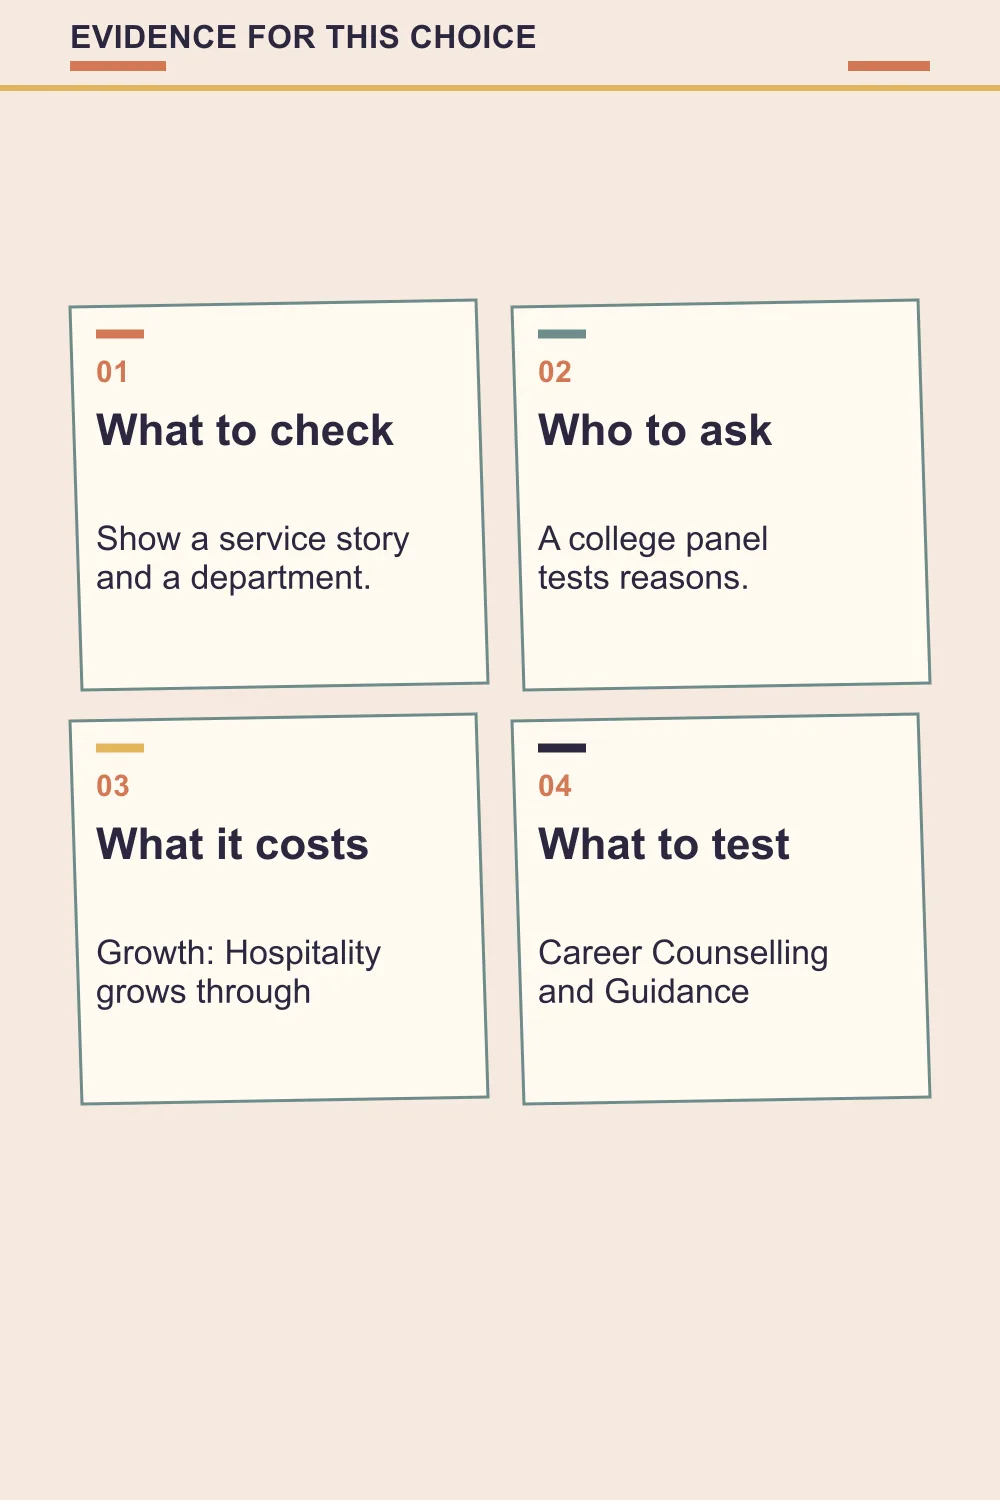 EVIDENCE FOR THIS CHOICE
01
What to check
Show a service story
and a department.
02
Who to ask
A college panel
tests reasons.
03
What it costs
Growth: Hospitality
grows through
04
What to test
Career Counselling
and Guidance